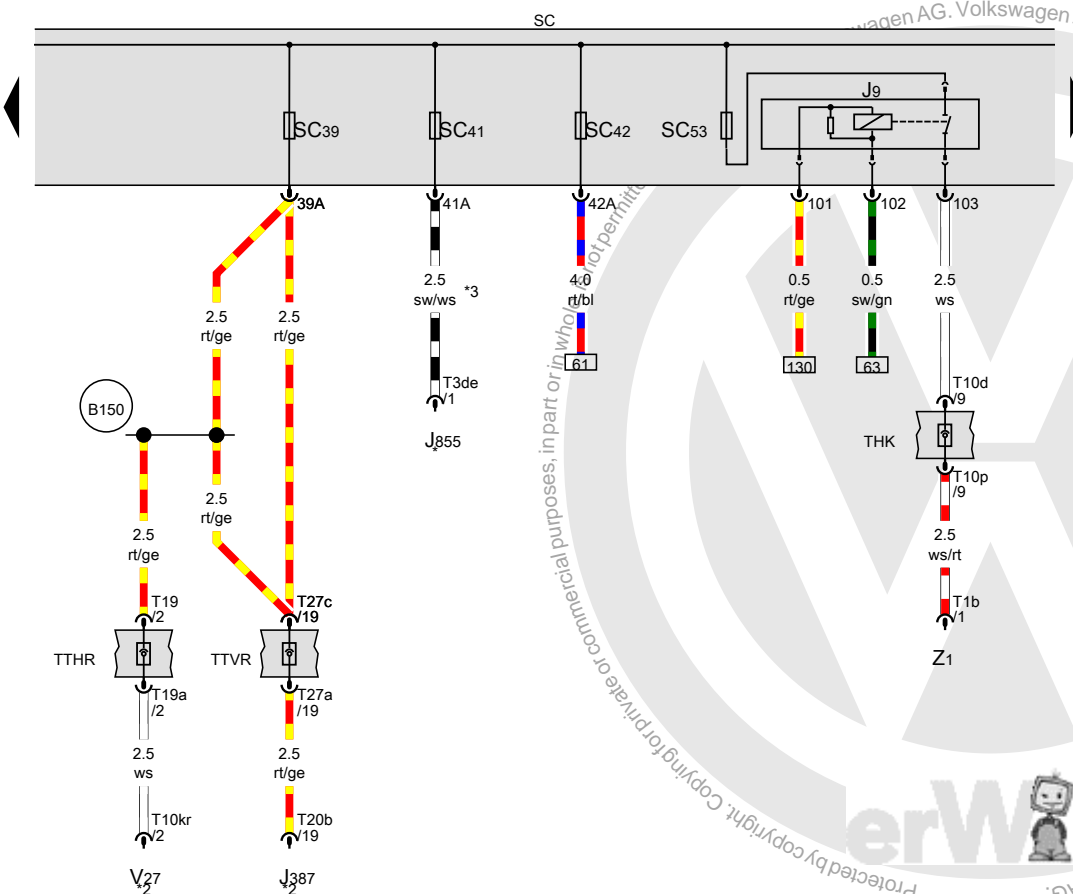 SC
wagen AG. Volkswagen
J9
SC39
SC41
SC42
SC53
39A
41A
42A
101
102
103
2.5
rt/ge
2.5
rt/ge
2.5
sw/ws
*3
4.0
rt/bl
0.5
rt/ge
0.5
sw/gn
2.5
ws
61
130
63
B150
T3de
/1
J855
*
T10d
/9
THK
T10p
/9
2.5
rt/ge
2.5
rt/ge
2.5
ws/rt
T19
/2
T27c
/19
T1b
/1
Z1
TTHR
TTVR
T19a
/2
T27a
/19
2.5
ws
2.5
rt/ge
T10kr
/2
T20b
/19
V27
*2
J387
*2
Protected by copyright. Copying for private or commercial purposes, in part or in whole, is not permitte
erW